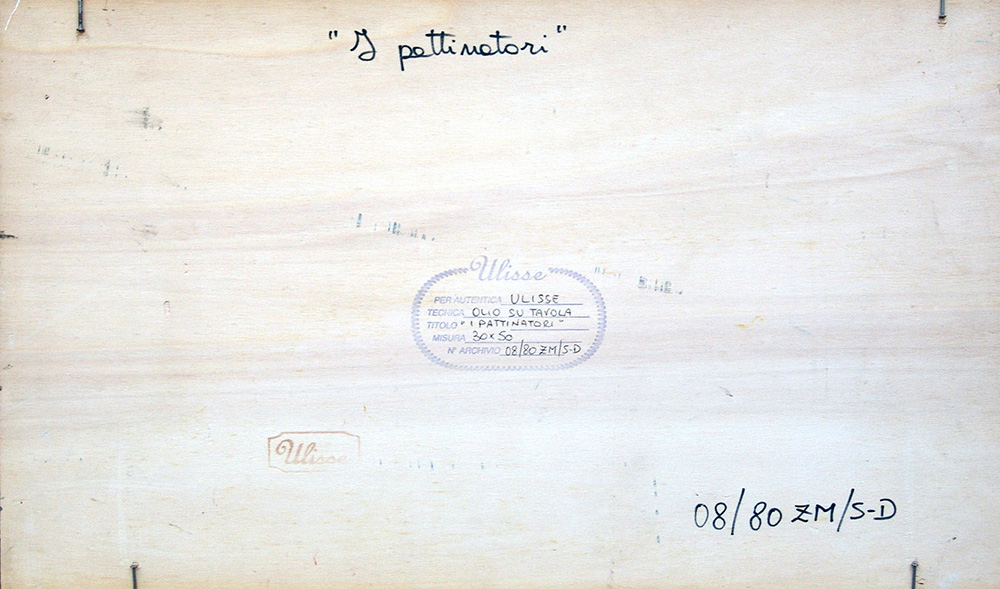 "I pattinatori"
Ulisse
PER AUTENTICA ULISSE
TECNICA OLIO SU TAVOLA
TITOLO "I PATTINATORI"
MISURA 30x50
N° ARCHIVIO 08/80 ZM/S-D
Ulisse
08/80 ZM/S-D